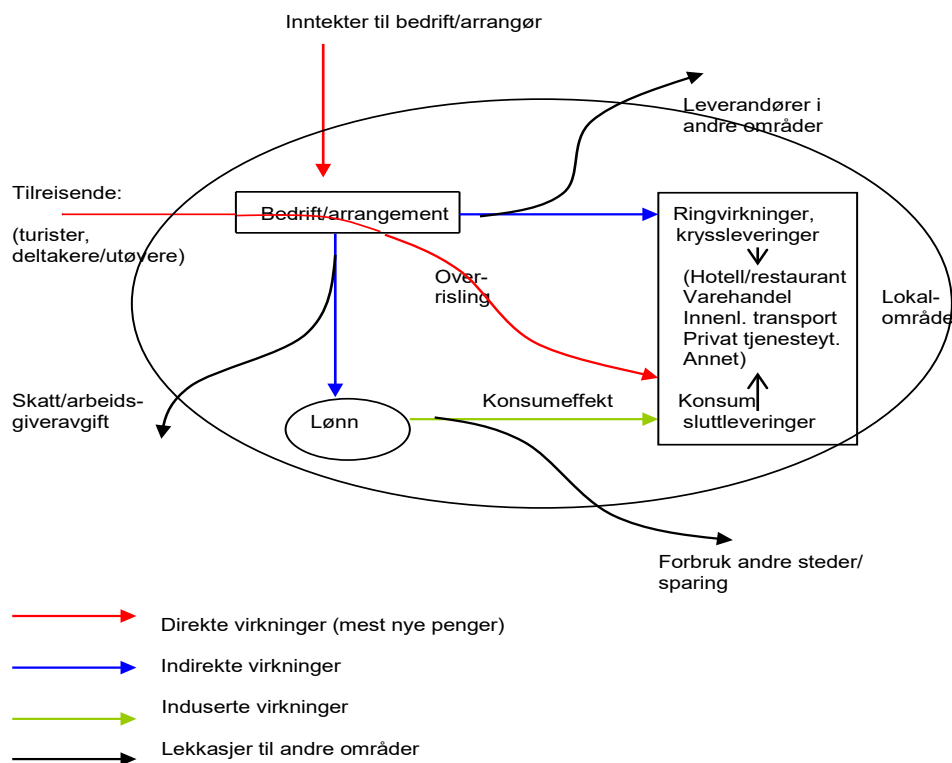 Inntekter til bedrift/arrangør
Leverandører i
andre områder
Tilreisende:
(turister,
deltakere/utøvere)
Bedrift/arrangement
Ringvirkninger,
kryssleveringer
(Hotell/restaurant
Varehandel
Innenl. transport
Privat tjenesteyt.
Annet)
Over-
risling
Lokal-
område
Skatt/arbeids-
giveravgift
Lønn
Konsumeffekt
Konsum
sluttleveringer
Forbruk andre steder/
sparing
Direkte virkninger (mest nye penger)
Indirekte virkninger
Induserte virkninger
Lekkasjer til andre områder